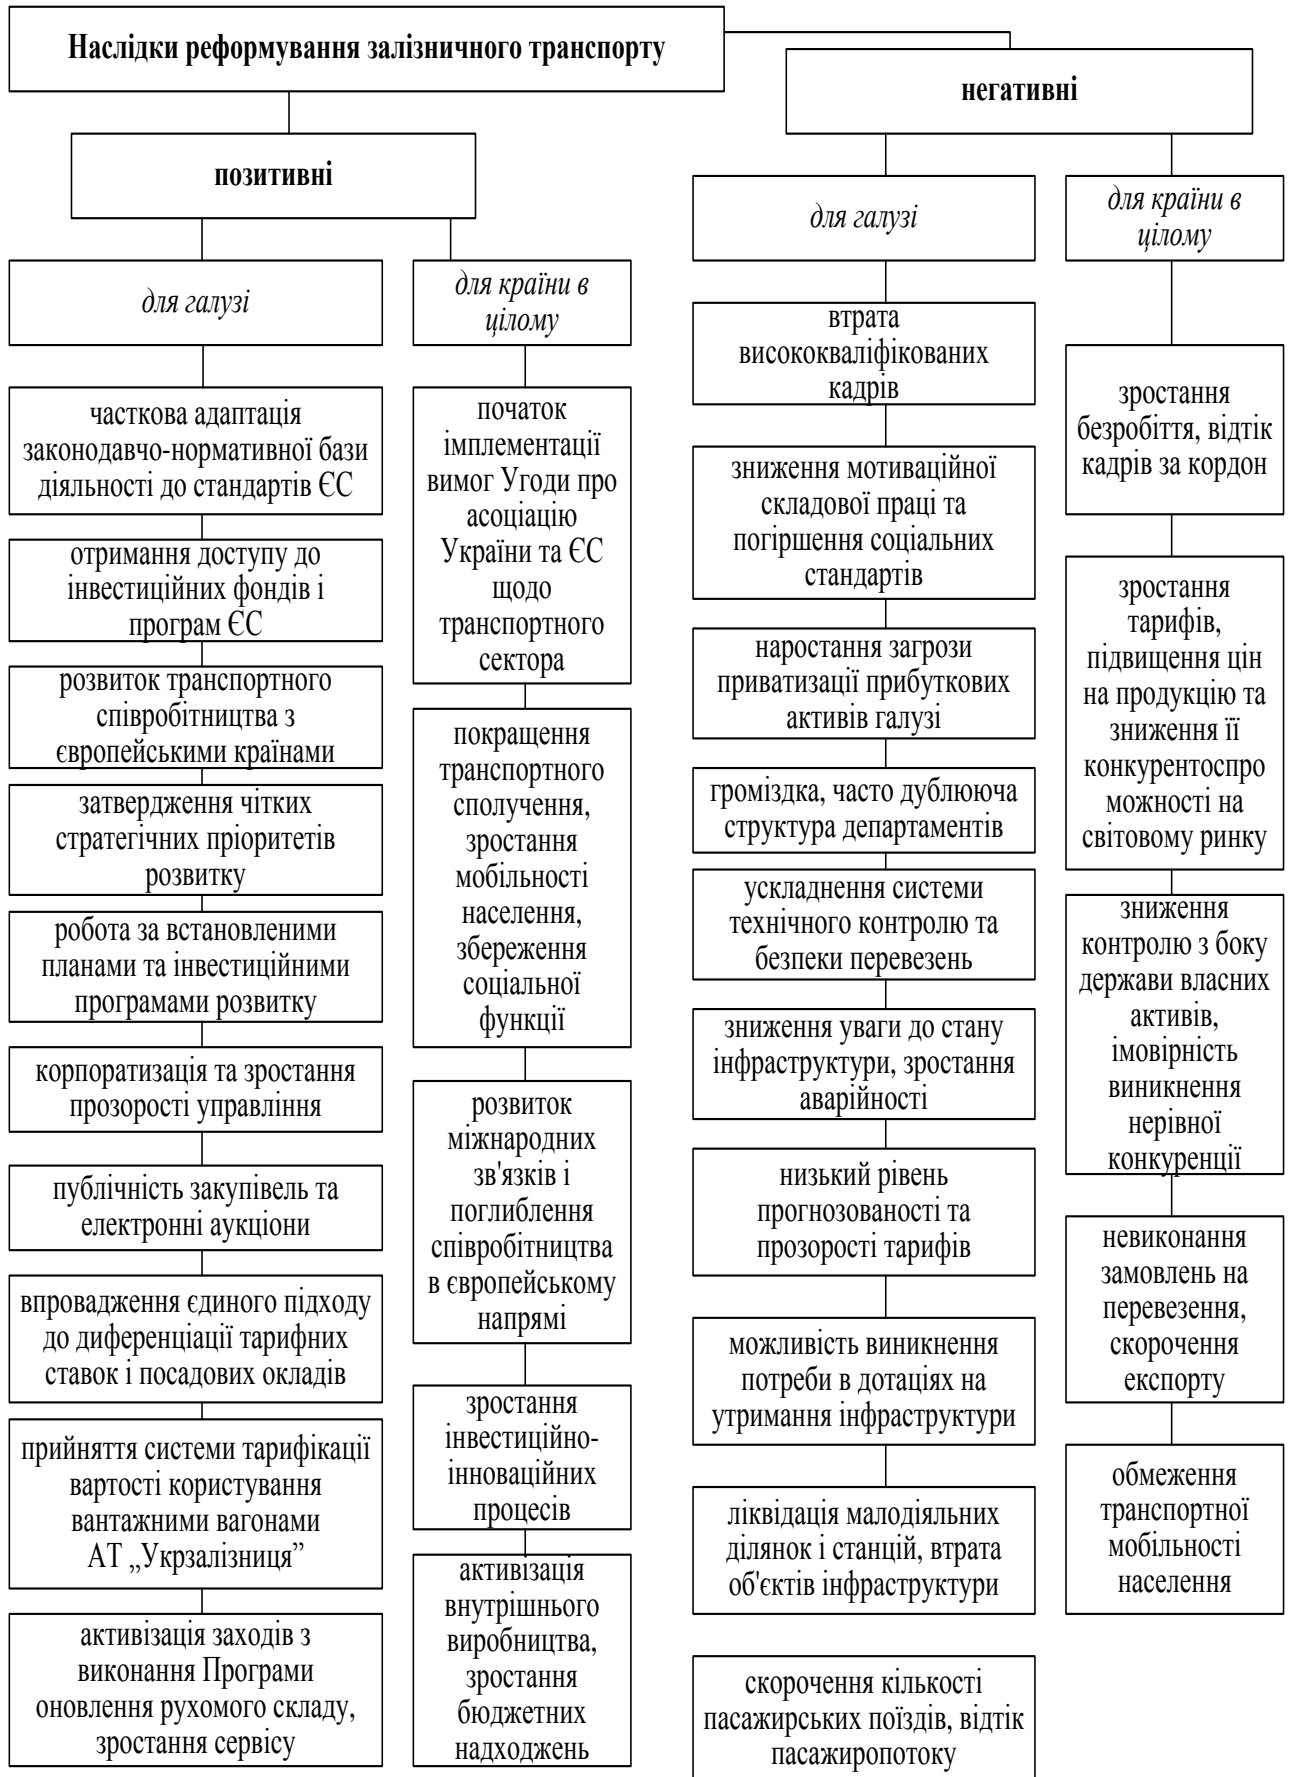 Наслідки реформування залізничного транспорту
позитивні
для галузі
часткова адаптація
законодавчо-нормативної бази
діяльності до стандартів ЄС
отримання доступу до
інвестиційних фондів і
програм ЄС
розвиток транспортного
співробітництва з
європейськими країнами
затвердження чітких
стратегічних пріоритетів
розвитку
робота за встановленими
планами та інвестиційними
програмами розвитку
корпоратизація та зростання
прозорості управління
публічність закупівель та
електронні аукціони
впровадження єдиного підходу
до диференціації тарифних
ставок і посадових окладів
прийняття системи тарифікації
вартості користування
вантажними вагонами
АТ „Укрзалізниця”
активізація заходів з
виконання Програми
оновлення рухомого складу,
зростання сервісу
для країни в
цілому
початок
імплементації
вимог Угоди про
асоціацію
України та ЄС
щодо
транспортного
сектора
покращення
транспортного
сполучення,
зростання
мобільності
населення,
збереження
соціальної
функції
розвиток
міжнародних
зв'язків і
поглиблення
співробітництва
в європейському
напрямі
зростання
інвестиційно-
інноваційних
процесів
активізація
внутрішнього
виробництва,
зростання
бюджетних
надходжень
негативні
для галузі
втрата
висококваліфікованих
кадрів
зниження мотиваційної
складової праці та
погіршення соціальних
стандартів
наростання загрози
приватизації прибуткових
активів галузі
громіздка, часто дублююча
структура департаментів
ускладнення системи
технічного контролю та
безпеки перевезень
зниження уваги до стану
інфраструктури, зростання
аварійності
низький рівень
прогнозованості та
прозорості тарифів
можливість виникнення
потреби в дотаціях на
утримання інфраструктури
ліквідація малодіяльних
ділянок і станцій, втрата
об'єктів інфраструктури
скорочення кількості
пасажирських поїздів, відтік
пасажиропотоку
для країни в
цілому
зростання
безробіття, відтік
кадрів за кордон
зростання
тарифів,
підвищення цін
на продукцію та
зниження її
конкурентоспро
можності на
світовому ринку
зниження
контролю з боку
держави власних
активів,
імовірність
виникнення
нерівної
конкуренції
невиконання
замовлень на
перевезення,
скорочення
експорту
обмеження
транспортної
мобільності
населення